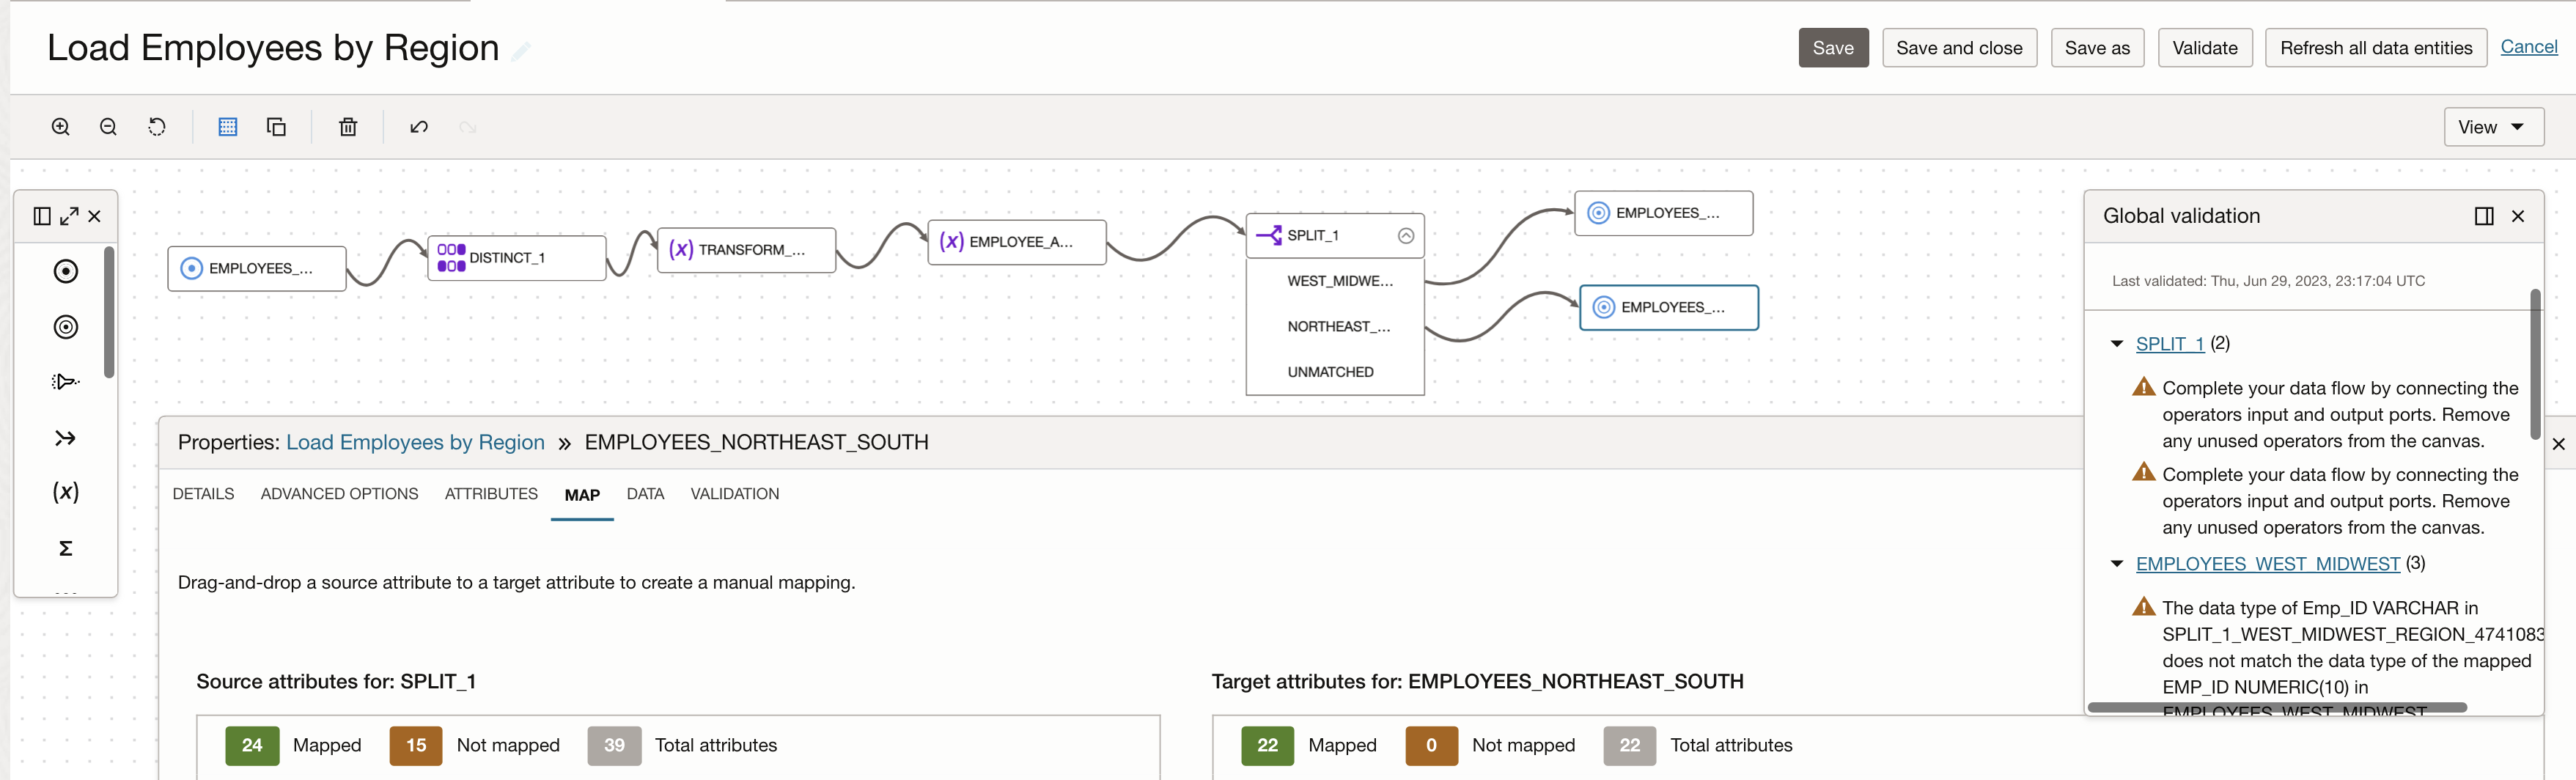 Load Employees by Region
Save
Save and close
Save as
Validate
Refresh all data entities
Cancel
View
EMPLOYEES_...
DISTINCT_1
(x) TRANSFORM_...
(x) EMPLOYEE_A...
SPLIT_1
WEST_MIDWE...
NORTHEAST_...
UNMATCHED
EMPLOYEES_...
EMPLOYEES_...
(x)
Σ
Global validation
Last validated: Thu, Jun 29, 2023, 23:17:04 UTC
SPLIT_1 (2)
Complete your data flow by connecting the
operators input and output ports. Remove
any unused operators from the canvas.
Complete your data flow by connecting the
operators input and output ports. Remove
any unused operators from the canvas.
EMPLOYEES_WEST_MIDWEST (3)
The data type of Emp_ID VARCHAR in
SPLIT_1_WEST_MIDWEST_REGION_4741083
does not match the data type of the mapped
EMP_ID NUMERIC(10) in
EMPLOYEES_WEST_MIDWEST
Properties: Load Employees by Region » EMPLOYEES_NORTHEAST_SOUTH
DETAILS ADVANCED OPTIONS ATTRIBUTES MAP DATA VALIDATION
Drag-and-drop a source attribute to a target attribute to create a manual mapping.
Source attributes for: SPLIT_1
24 Mapped 15 Not mapped 39 Total attributes
Target attributes for: EMPLOYEES_NORTHEAST_SOUTH
22 Mapped 0 Not mapped 22 Total attributes